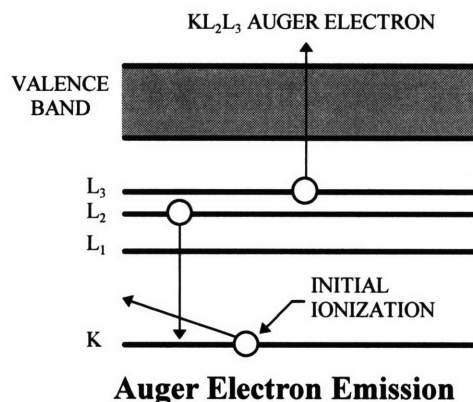 KL₂L₃ AUGER ELECTRON
VALENCE
BAND
L₃
L₂
L₁
INITIAL
IONIZATION
K
Auger Electron Emission